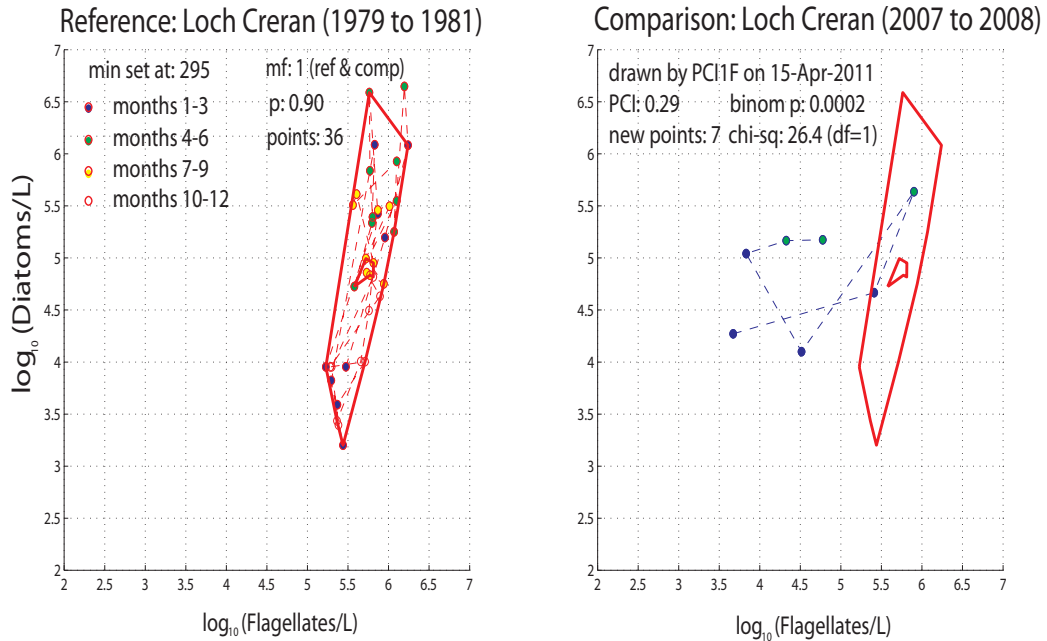 Reference: Loch Creran (1979 to 1981)
min set at: 295
mf: 1 (ref & comp)
months 1-3
p: 0.90
months 4-6
points: 36
months 7-9
months 10-12
7
6.5
6
5.5
5
4.5
4
3.5
3
2.5
2
log10 (Diatoms/L)
2 2.5 3 3.5 4 4.5 5 5.5 6 6.5 7
log10 (Flagellates/L)
Comparison: Loch Creran (2007 to 2008)
drawn by PCI1F on 15-Apr-2011
PCI: 0.29 binom p: 0.0002
new points: 7 chi-sq: 26.4 (df=1)
7
6.5
6
5.5
5
4.5
4
3.5
3
2.5
2
2 2.5 3 3.5 4 4.5 5 5.5 6 6.5 7
log10 (Flagellates/L)